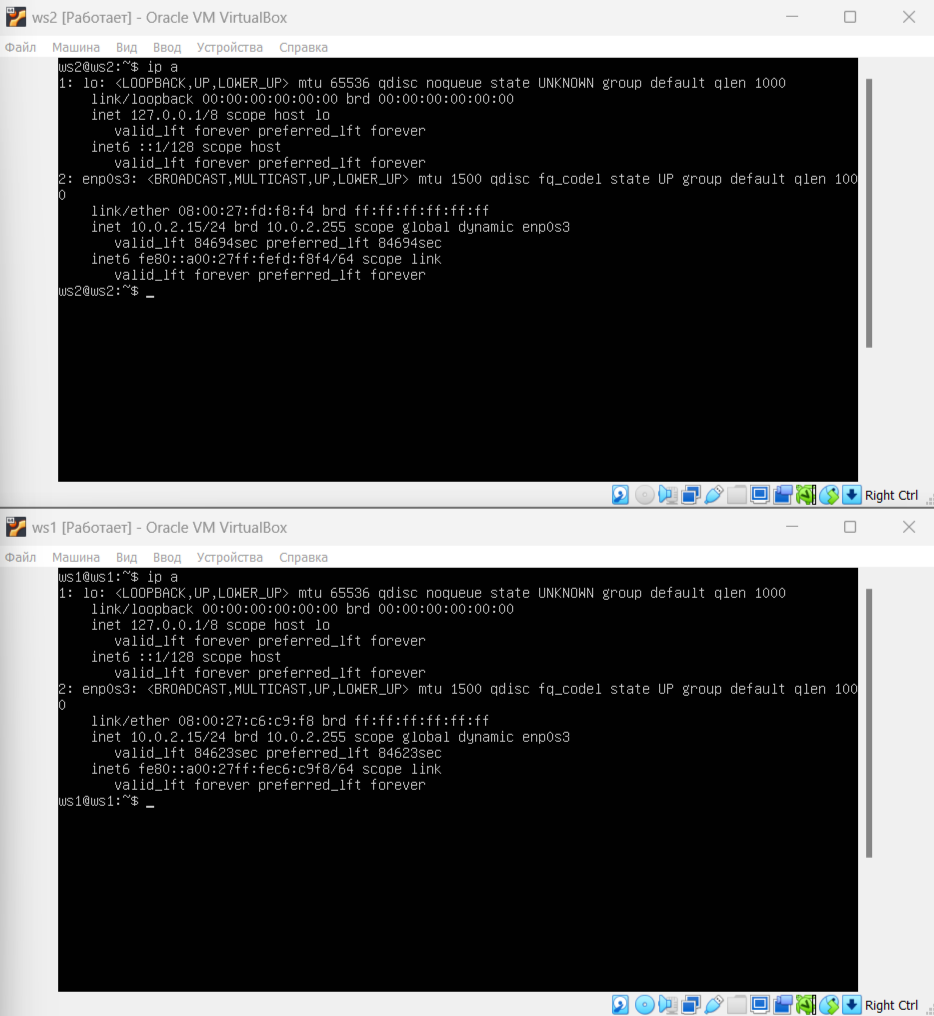 ws2 [Работает] - Oracle VM VirtualBox
Файл Машина Вид Ввод Устройства Справка
ws2@ws2:~$ ip a
1: lo: <LOOPBACK,UP,LOWER_UP> mtu 65536 qdisc noqueue state UNKNOWN group default qlen 1000
    link/loopback 00:00:00:00:00:00 brd 00:00:00:00:00:00
    inet 127.0.0.1/8 scope host lo
       valid_lft forever preferred_lft forever
    inet6 ::1/128 scope host
       valid_lft forever preferred_lft forever
2: enp0s3: <BROADCAST,MULTICAST,UP,LOWER_UP> mtu 1500 qdisc fq_codel state UP group default qlen 100
0
    link/ether 08:00:27:fd:f8:f4 brd ff:ff:ff:ff:ff:ff
    inet 10.0.2.15/24 brd 10.0.2.255 scope global dynamic enp0s3
       valid_lft 84694sec preferred_lft 84694sec
    inet6 fe80::a00:27ff:fefd:f8f4/64 scope link
       valid_lft forever preferred_lft forever
ws2@ws2:~$ _
Right Ctrl
ws1 [Работает] - Oracle VM VirtualBox
Файл Машина Вид Ввод Устройства Справка
ws1@ws1:~$ ip a
1: lo: <LOOPBACK,UP,LOWER_UP> mtu 65536 qdisc noqueue state UNKNOWN group default qlen 1000
    link/loopback 00:00:00:00:00:00 brd 00:00:00:00:00:00
    inet 127.0.0.1/8 scope host lo
       valid_lft forever preferred_lft forever
    inet6 ::1/128 scope host
       valid_lft forever preferred_lft forever
2: enp0s3: <BROADCAST,MULTICAST,UP,LOWER_UP> mtu 1500 qdisc fq_codel state UP group default qlen 100
0
    link/ether 08:00:27:c6:c9:f8 brd ff:ff:ff:ff:ff:ff
    inet 10.0.2.15/24 brd 10.0.2.255 scope global dynamic enp0s3
       valid_lft 84623sec preferred_lft 84623sec
    inet6 fe80::a00:27ff:fec6:c9f8/64 scope link
       valid_lft forever preferred_lft forever
ws1@ws1:~$ _
Right Ctrl